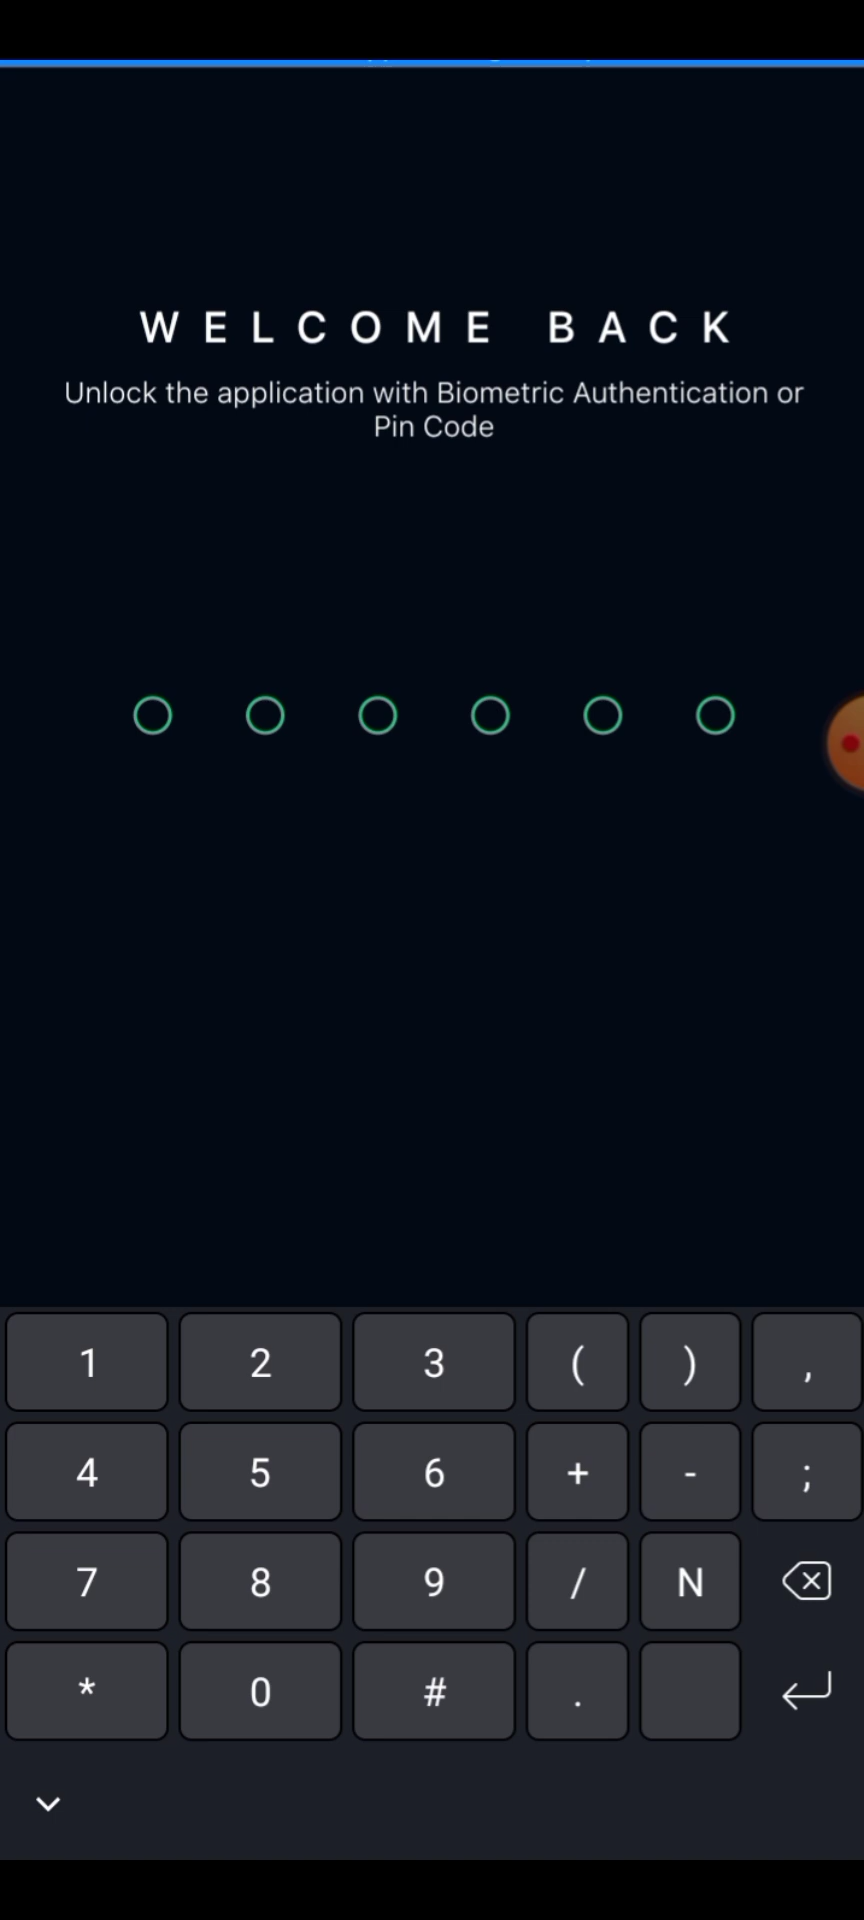 WELCOME BACK
Unlock the application with Biometric Authentication or
Pin Code
1 2 3 ( ) ,
4 5 6 + - ;
7 8 9 / N
* 0 # .